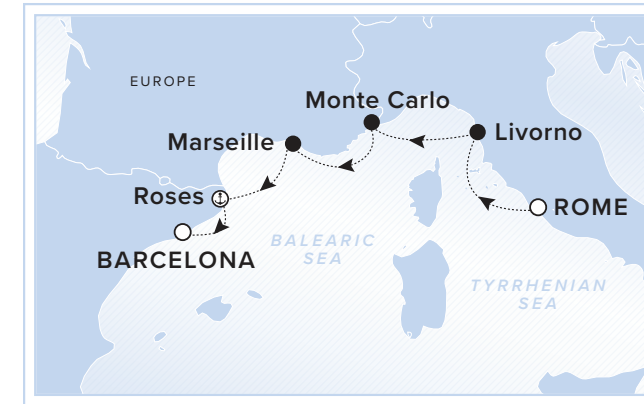 EUROPE
Monte Carlo
Marseille
Livorno
Roses
ROME
BARCELONA
BALEARIC
SEA
TYRRHENIAN
SEA